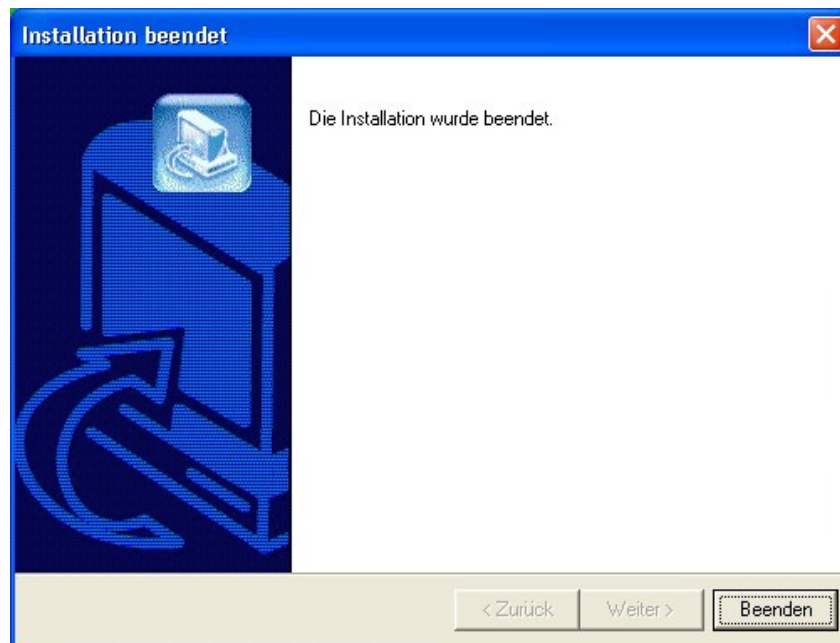 Installation beendet
Die Installation wurde beendet.
< Zurück
Weiter >
Beenden